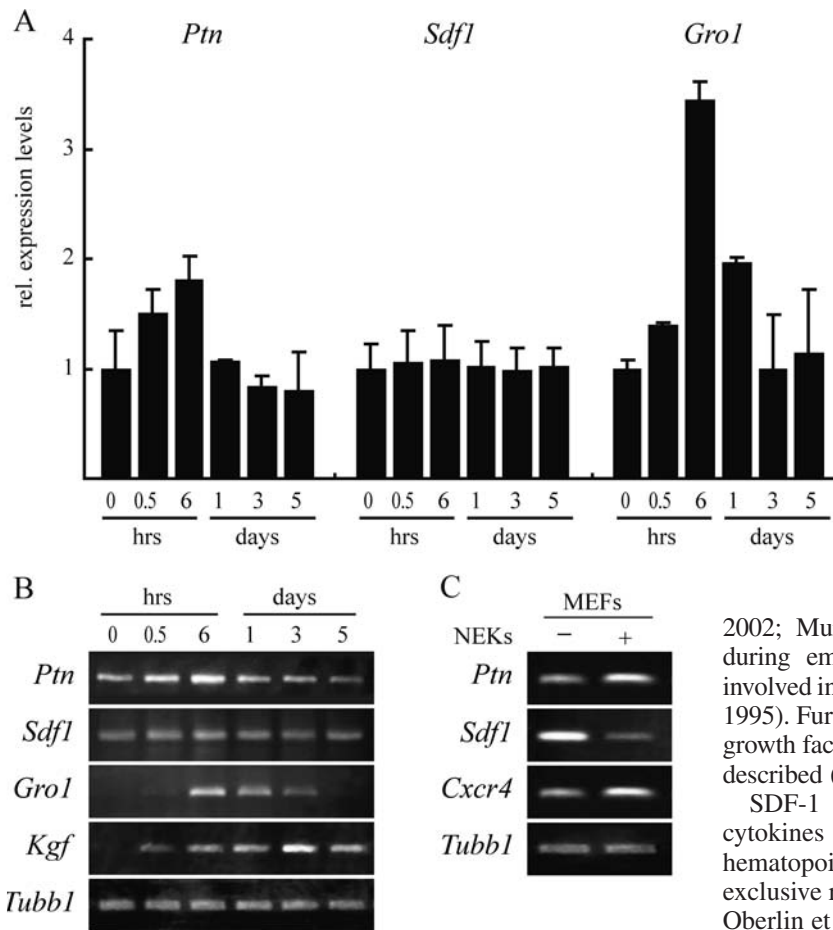 A
Ptn Sdf1 Gro1
rel. expression levels
4
3
2
1
0 0.5 6 1 3 5 0 0.5 6 1 3 5 0 0.5 6 1 3 5
hrs days hrs days hrs days
B
hrs days
0 0.5 6 1 3 5
Ptn
Sdf1
Gro1
Kgf
Tubb1
C
MEFs
NEKs − +
Ptn
Sdf1
Cxcr4
Tubb1
2002; Mu
during em
involved in
1995). Fur
growth fac
described (
SDF-1
cytokines
hematopoi
exclusive r
Oberlin et